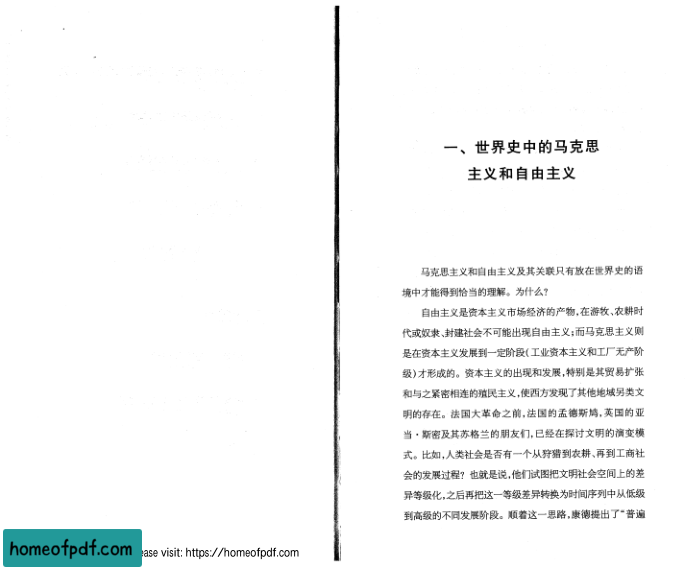 一、世界史中的马克思
主义和自由主义
马克思主义和自由主义及其关联只有放在世界史的语
境中才能得到恰当的理解。为什么?
自由主义是资本主义市场经济的产物,在游牧、农耕时
代或奴隶、封建社会不可能出现自由主义;而马克思主义则
是在资本主义发展到一定阶段(工业资本主义和工厂无产阶
级)才形成的。资本主义的出现和发展,特别是其贸易扩张
和与之紧密相连的殖民主义,使西方发现了其他地域另类文
明的存在。法国大革命之前,法国的孟德斯鸠,英国的亚
当·斯密及其苏格兰的朋友们,已经在探讨文明的演变模
式。比如,人类社会是否有一个从狩猎到农耕、再到工商社
会的发展过程?也就是说,他们试图把文明社会空间上的差
异等级化,之后再把这一等级差异转换为时间序列中从低级
到高级的不同发展阶段。顺着这一思路,康德提出了“普遍
homeofpdf.com
ease visit: https://homeofpdf.com